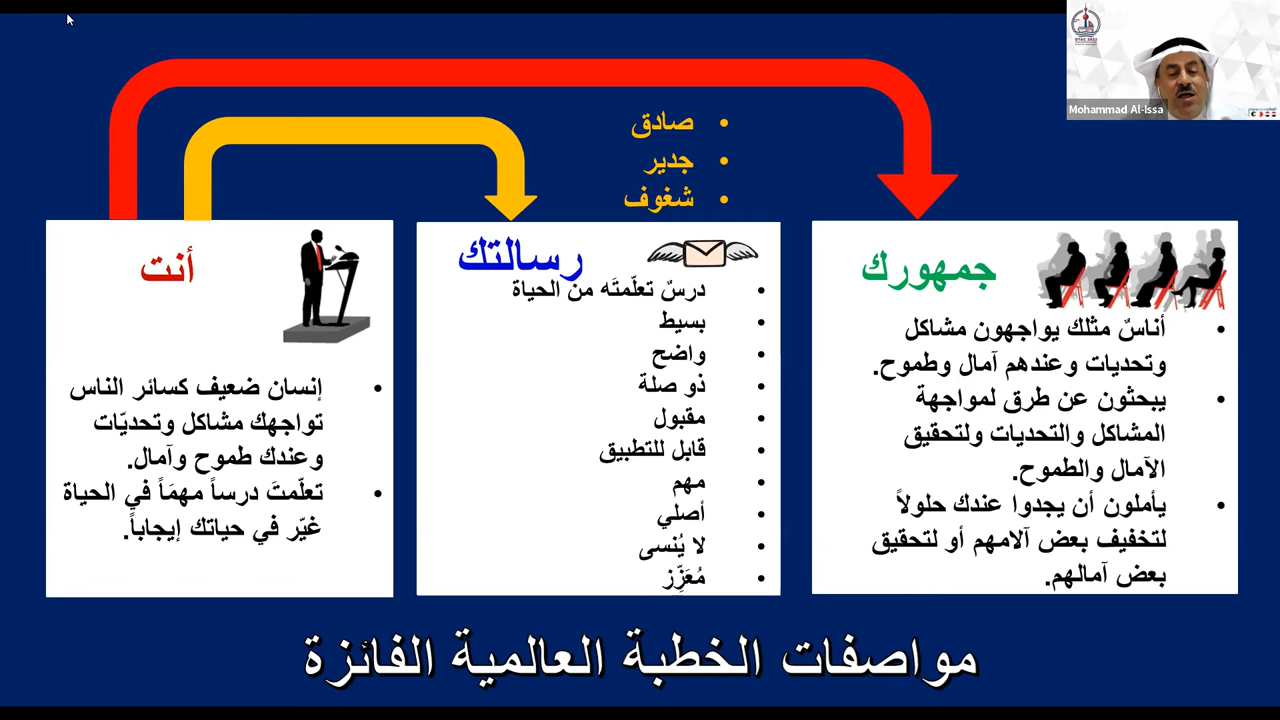 Mohammad Al-Issa
• صادق
• جدير
• شغوف
جمهورك
• أناسٌ مثلك يواجهون مشاكل
وتحديات وعندهم آمال وطموح.
• يبحثون عن طرق لمواجهة
المشاكل والتحديات ولتحقيق
الآمال والطموح.
• يأملون أن يجدوا عندك حلولاً
لتخفيف بعض آلامهم أو لتحقيق
بعض آمالهم.
رسالتك
• درسٌ تعلّمتَه من الحياة
• بسيط
• واضح
• ذو صلة
• مقبول
• قابل للتطبيق
• مهم
• أصلي
• لا يُنسى
• مُعَزِّز
أنت
• إنسان ضعيف كسائر الناس
تواجهك مشاكل وتحديّات
وعندك طموح وآمال.
• تعلّمتَ درساً مهمَاً في الحياة
غيّر في حياتك إيجاباً.
مواصفات الخطبة العالمية الفائزة